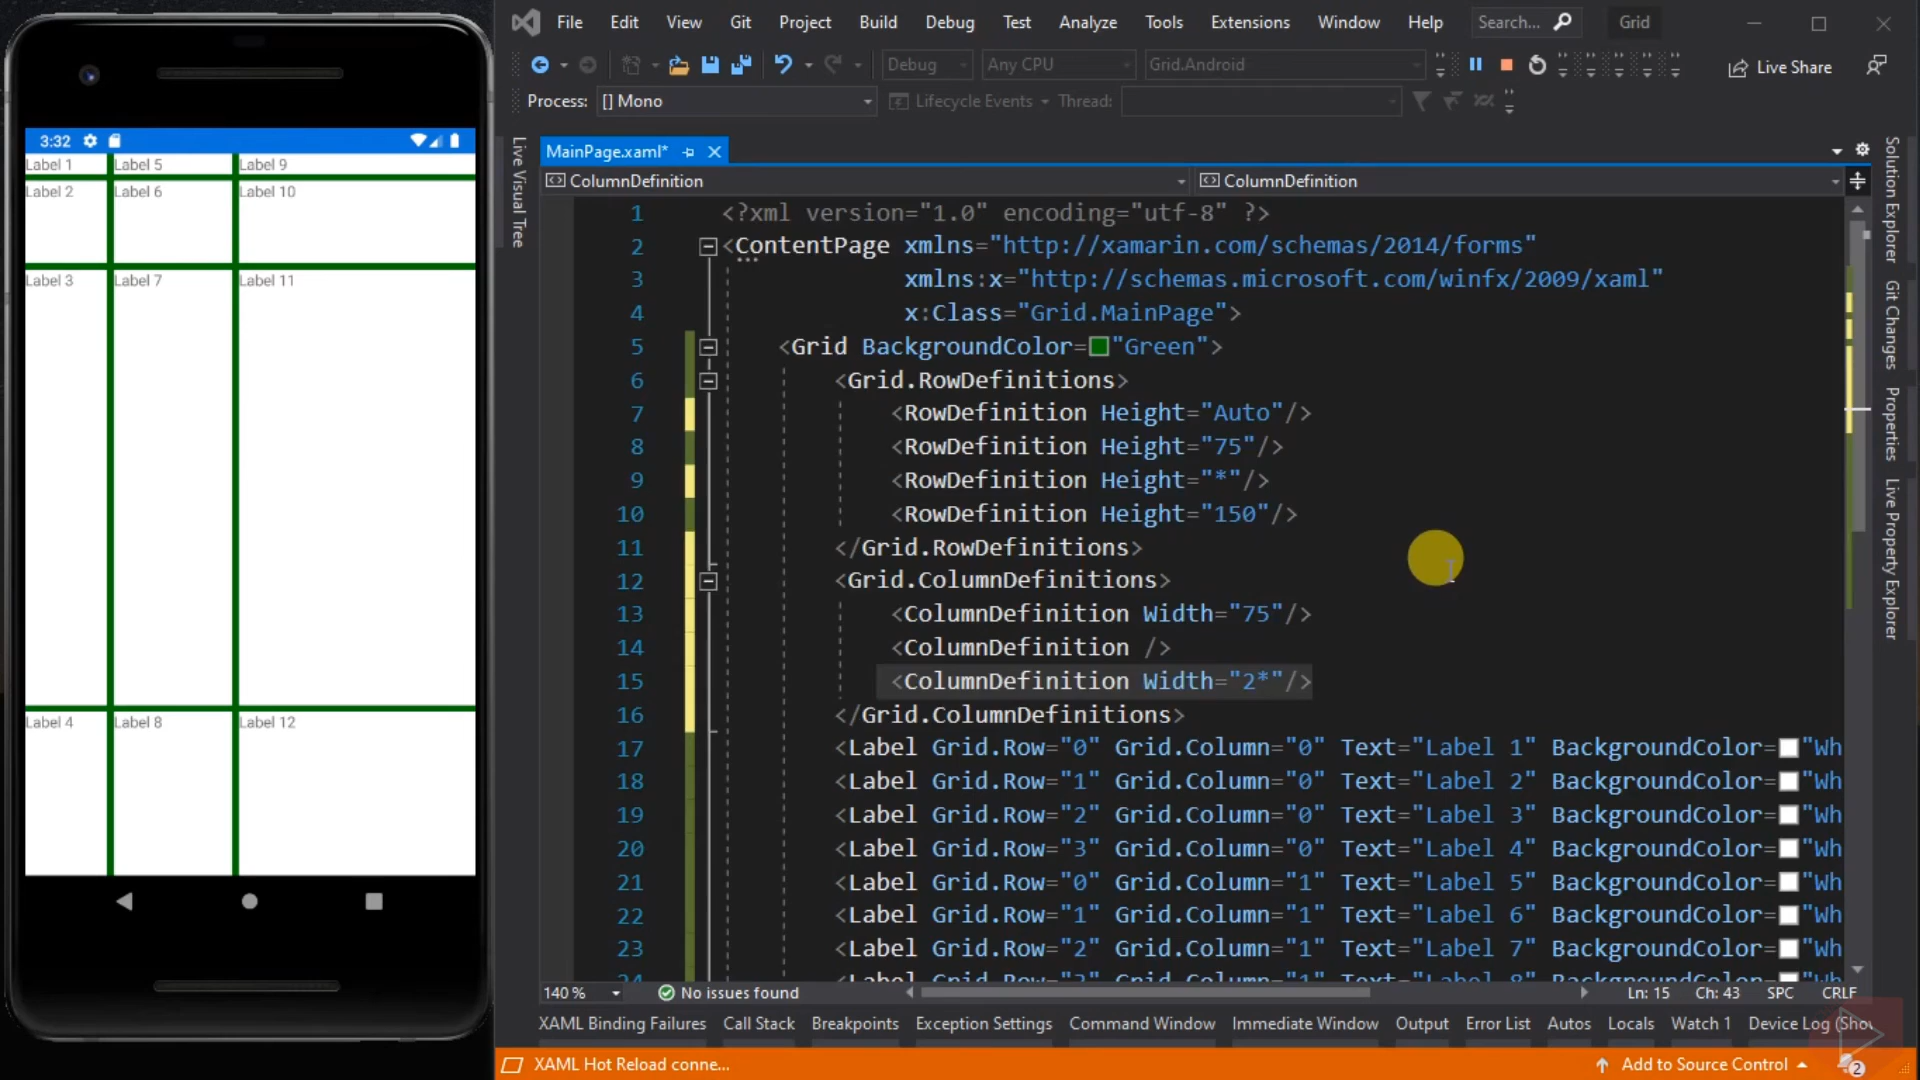 3:32
Label 1 Label 5 Label 9
Label 2 Label 6 Label 10
Label 3 Label 7 Label 11
Label 4 Label 8 Label 12
File Edit View Git Project Build Debug Test Analyze Tools Extensions Window Help Search... Grid
Debug Any CPU Grid.Android Live Share
Process: [] Mono Lifecycle Events Thread:
Live Visual Tree
MainPage.xaml*
ColumnDefinition ColumnDefinition
1 <?xml version="1.0" encoding="utf-8" ?>
2 <ContentPage xmlns="http://xamarin.com/schemas/2014/forms"
3 xmlns:x="http://schemas.microsoft.com/winfx/2009/xaml"
4 x:Class="Grid.MainPage">
5 <Grid BackgroundColor="Green">
6 <Grid.RowDefinitions>
7 <RowDefinition Height="Auto"/>
8 <RowDefinition Height="75"/>
9 <RowDefinition Height="*"/>
10 <RowDefinition Height="150"/>
11 </Grid.RowDefinitions>
12 <Grid.ColumnDefinitions>
13 <ColumnDefinition Width="75"/>
14 <ColumnDefinition />
15 <ColumnDefinition Width="2*"/>
16 </Grid.ColumnDefinitions>
17 <Label Grid.Row="0" Grid.Column="0" Text="Label 1" BackgroundColor="Wh
18 <Label Grid.Row="1" Grid.Column="0" Text="Label 2" BackgroundColor="Wh
19 <Label Grid.Row="2" Grid.Column="0" Text="Label 3" BackgroundColor="Wh
20 <Label Grid.Row="3" Grid.Column="0" Text="Label 4" BackgroundColor="Wh
21 <Label Grid.Row="0" Grid.Column="1" Text="Label 5" BackgroundColor="Wh
22 <Label Grid.Row="1" Grid.Column="1" Text="Label 6" BackgroundColor="Wh
23 <Label Grid.Row="2" Grid.Column="1" Text="Label 7" BackgroundColor="Wh
Solution Explorer
Git Changes
Properties
Live Property Explorer
140 % No issues found Ln: 15 Ch: 43 SPC CRLF
XAML Binding Failures Call Stack Breakpoints Exception Settings Command Window Immediate Window Output Error List Autos Locals Watch 1 Device Log (Sho
XAML Hot Reload conne... Add to Source Control 2